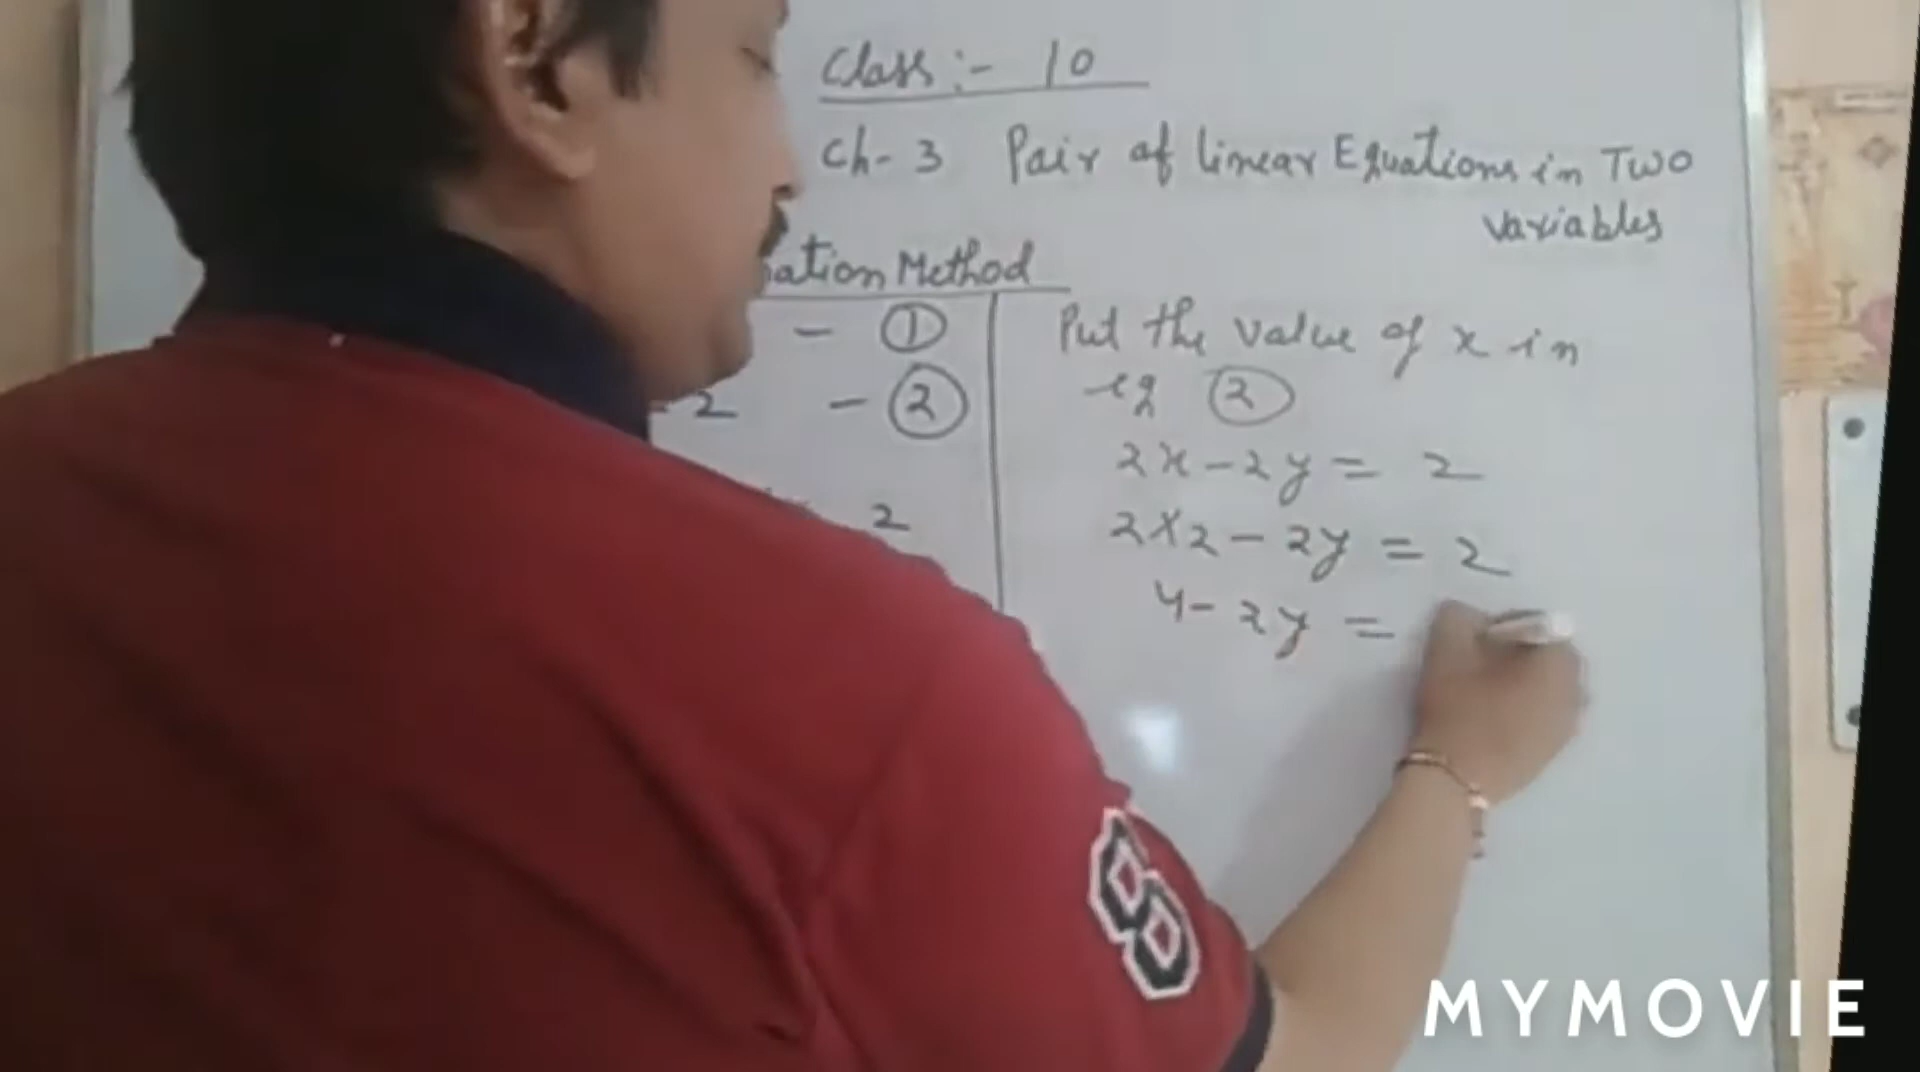 Class :- 10
Ch- 3 Pair of linear Equations in Two
variables
ation Method
- ①
- 2 - ②
2
Put the value of x in
eq ②
2x - 2y = 2
2X2 - 2y = 2
4 - 2y =
8
MYMOVIE